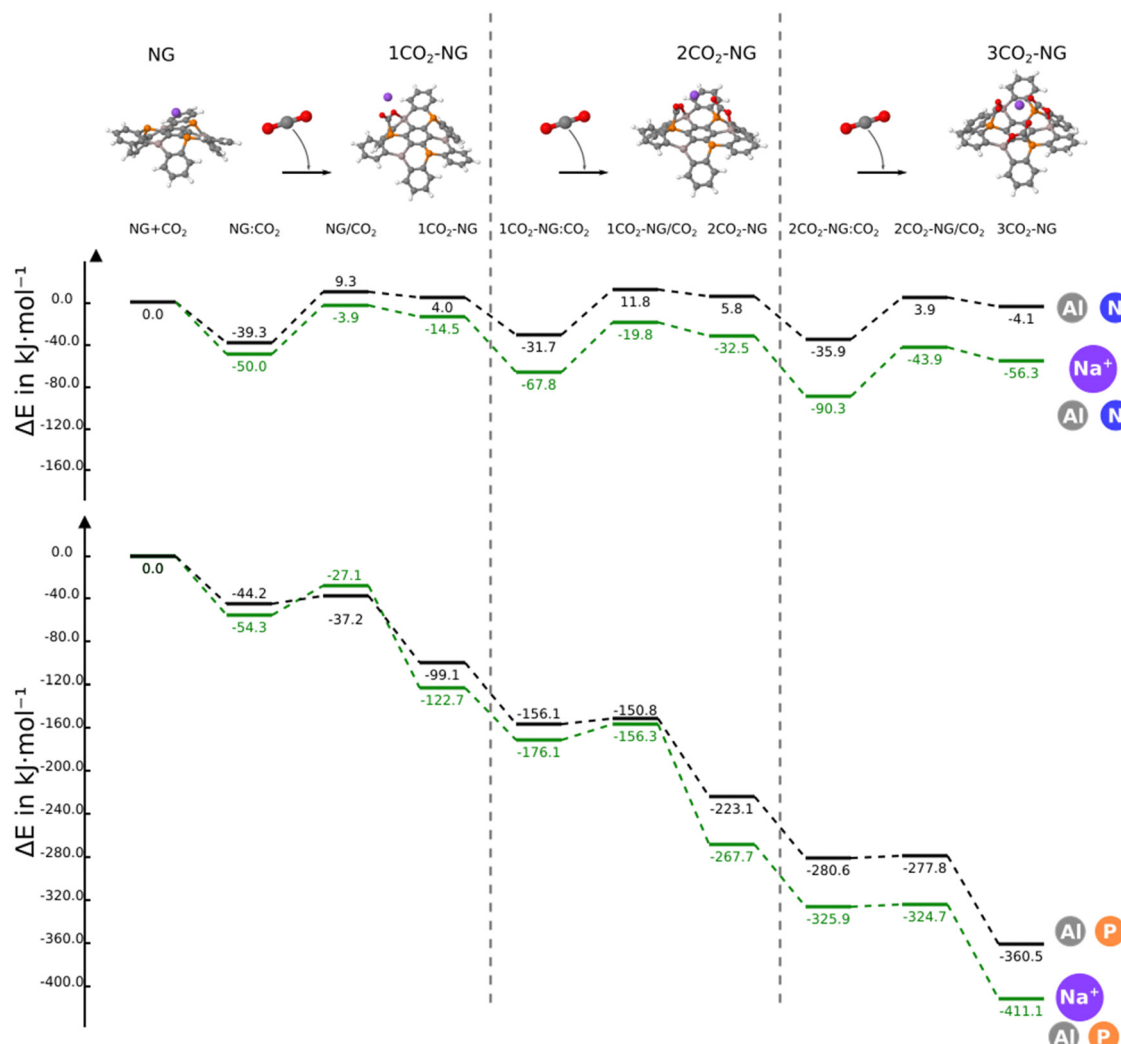 NG 1CO₂-NG 2CO₂-NG 3CO₂-NG
NG+CO₂ NG:CO₂ NG/CO₂ 1CO₂-NG 1CO₂-NG:CO₂ 1CO₂-NG/CO₂ 2CO₂-NG 2CO₂-NG:CO₂ 2CO₂-NG/CO₂ 3CO₂-NG
ΔE in kJ·mol⁻¹
0.0
-40.0
-80.0
-120.0
-160.0
0.0 -39.3 9.3 4.0 -31.7 11.8 5.8 -35.9 3.9 -4.1
-50.0 -3.9 -14.5 -67.8 -19.8 -32.5 -90.3 -43.9 -56.3
Al N
Na⁺
Al N
ΔE in kJ·mol⁻¹
0.0
-40.0
-80.0
-120.0
-160.0
-200.0
-240.0
-280.0
-320.0
-360.0
-400.0
0.0 -44.2 -37.2 -99.1 -156.1 -150.8 -223.1 -280.6 -277.8 -360.5
0.0 -54.3 -27.1 -122.7 -176.1 -156.3 -267.7 -325.9 -324.7 -411.1
Al P
Na⁺
Al P